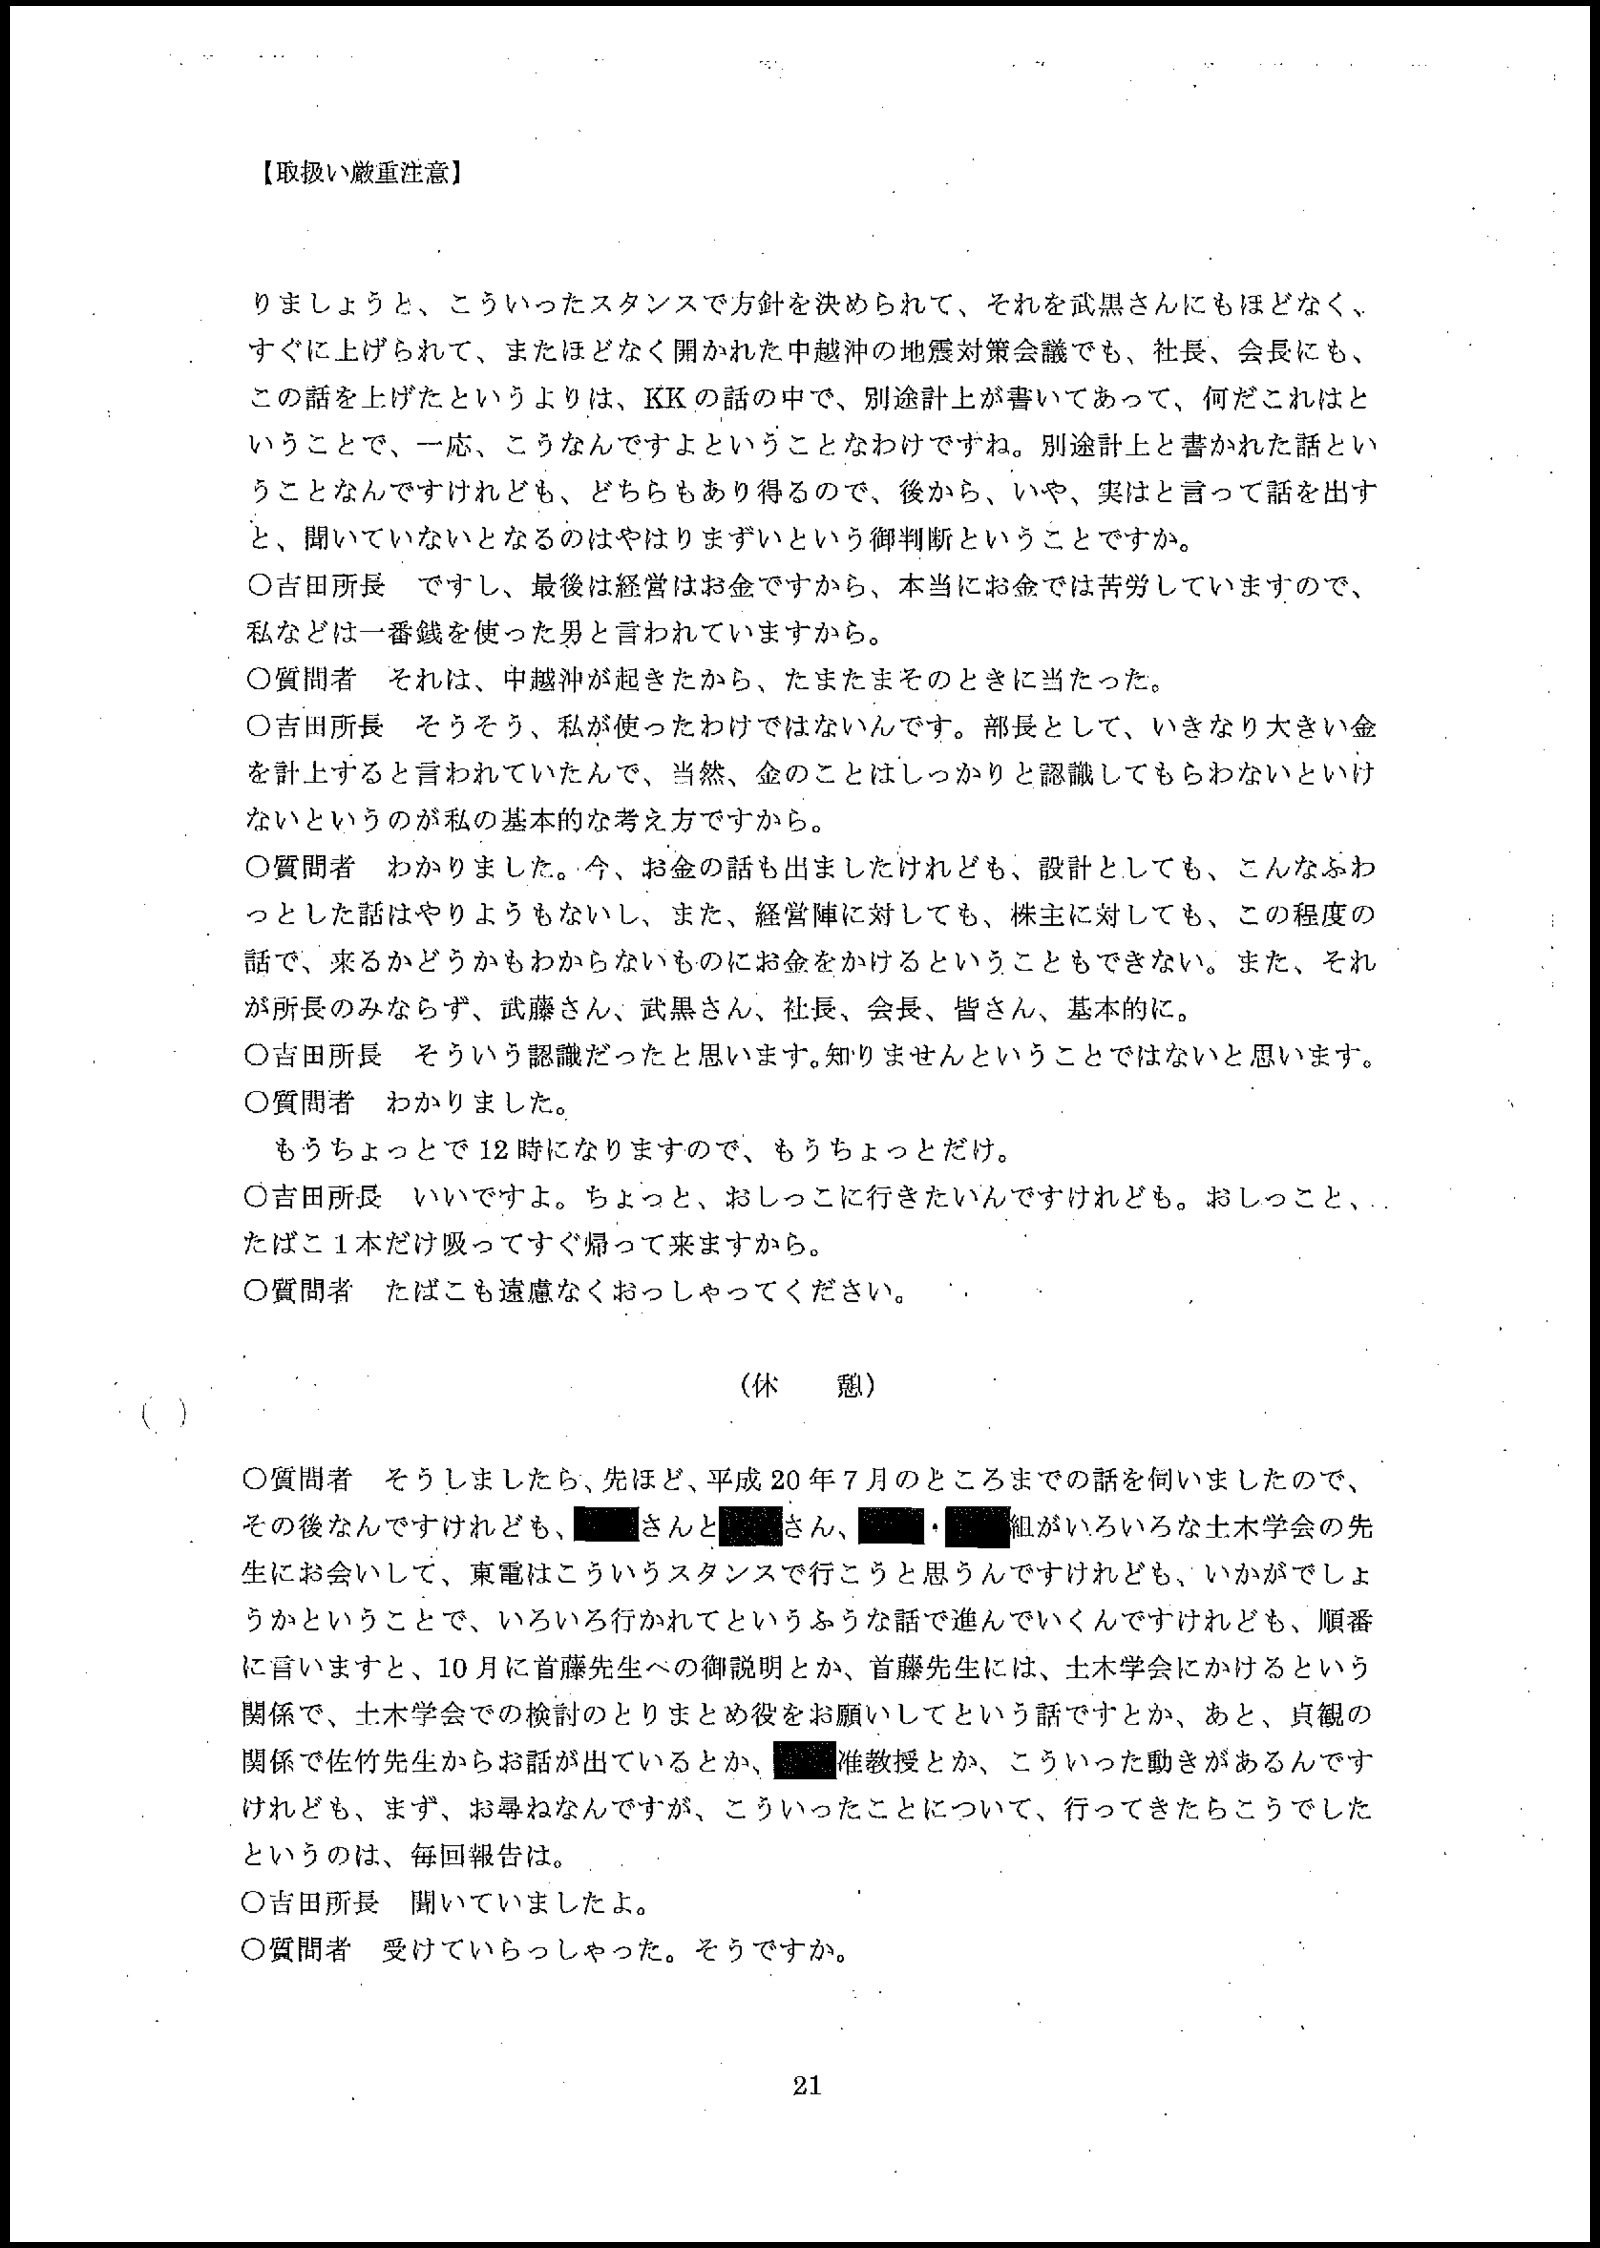 【取扱い厳重注意】
りましょうと、こういったスタンスで方針を決められて、それを武黒さんにもほどなく、
すぐに上げられて、またほどなく開かれた中越沖の地震対策会議でも、社長、会長にも、
この話を上げたというよりは、KKの話の中で、別途計上が書いてあって、何だこれはと
いうことで、一応、こうなんですよということなわけですね。別途計上と書かれた話とい
うことなんですけれども、どちらもあり得るので、後から、いや、実はと言って話を出す
と、聞いていないとなるのはやはりまずいという御判断ということですか。
○吉田所長　ですし、最後は経営はお金ですから、本当にお金では苦労していますので、
私などは一番銭を使った男と言われていますから。
○質問者　それは、中越沖が起きたから、たまたまそのときに当たった。
○吉田所長　そうそう、私が使ったわけではないんです。部長として、いきなり大きい金
を計上すると言われていたんで、当然、金のことはしっかりと認識してもらわないといけ
ないというのが私の基本的な考え方ですから。
○質問者　わかりました。今、お金の話も出ましたけれども、設計としても、こんなふわ
っとした話はやりようもないし、また、経営陣に対しても、株主に対しても、この程度の
話で、来るかどうかもわからないものにお金をかけるということもできない。また、それ
が所長のみならず、武藤さん、武黒さん、社長、会長、皆さん、基本的に。
○吉田所長　そういう認識だったと思います。知りませんということではないと思います。
○質問者　わかりました。
もうちょっとで12時になりますので、もうちょっとだけ。
○吉田所長　いいですよ。ちょっと、おしっこに行きたいんですけれども。おしっこと、
たばこ1本だけ吸ってすぐ帰って来ますから。
○質問者　たばこも遠慮なくおっしゃってください。
（休　　憩）
○質問者　そうしましたら、先ほど、平成20年7月のところまでの話を伺いましたので、
その後なんですけれども、さんとさん、・組がいろいろな土木学会の先
生にお会いして、東電はこういうスタンスで行こうと思うんですけれども、いかがでしょ
うかということで、いろいろ行かれてというふうな話で進んでいくんですけれども、順番
に言いますと、10月に首藤先生への御説明とか、首藤先生には、土木学会にかけるという
関係で、土木学会での検討のとりまとめ役をお願いしてという話ですとか、あと、貞観の
関係で佐竹先生からお話が出ているとか、准教授とか、こういった動きがあるんです
けれども、まず、お尋ねなんですが、こういったことについて、行ってきたらこうでした
というのは、毎回報告は。
○吉田所長　聞いていましたよ。
○質問者　受けていらっしゃった。そうですか。
21